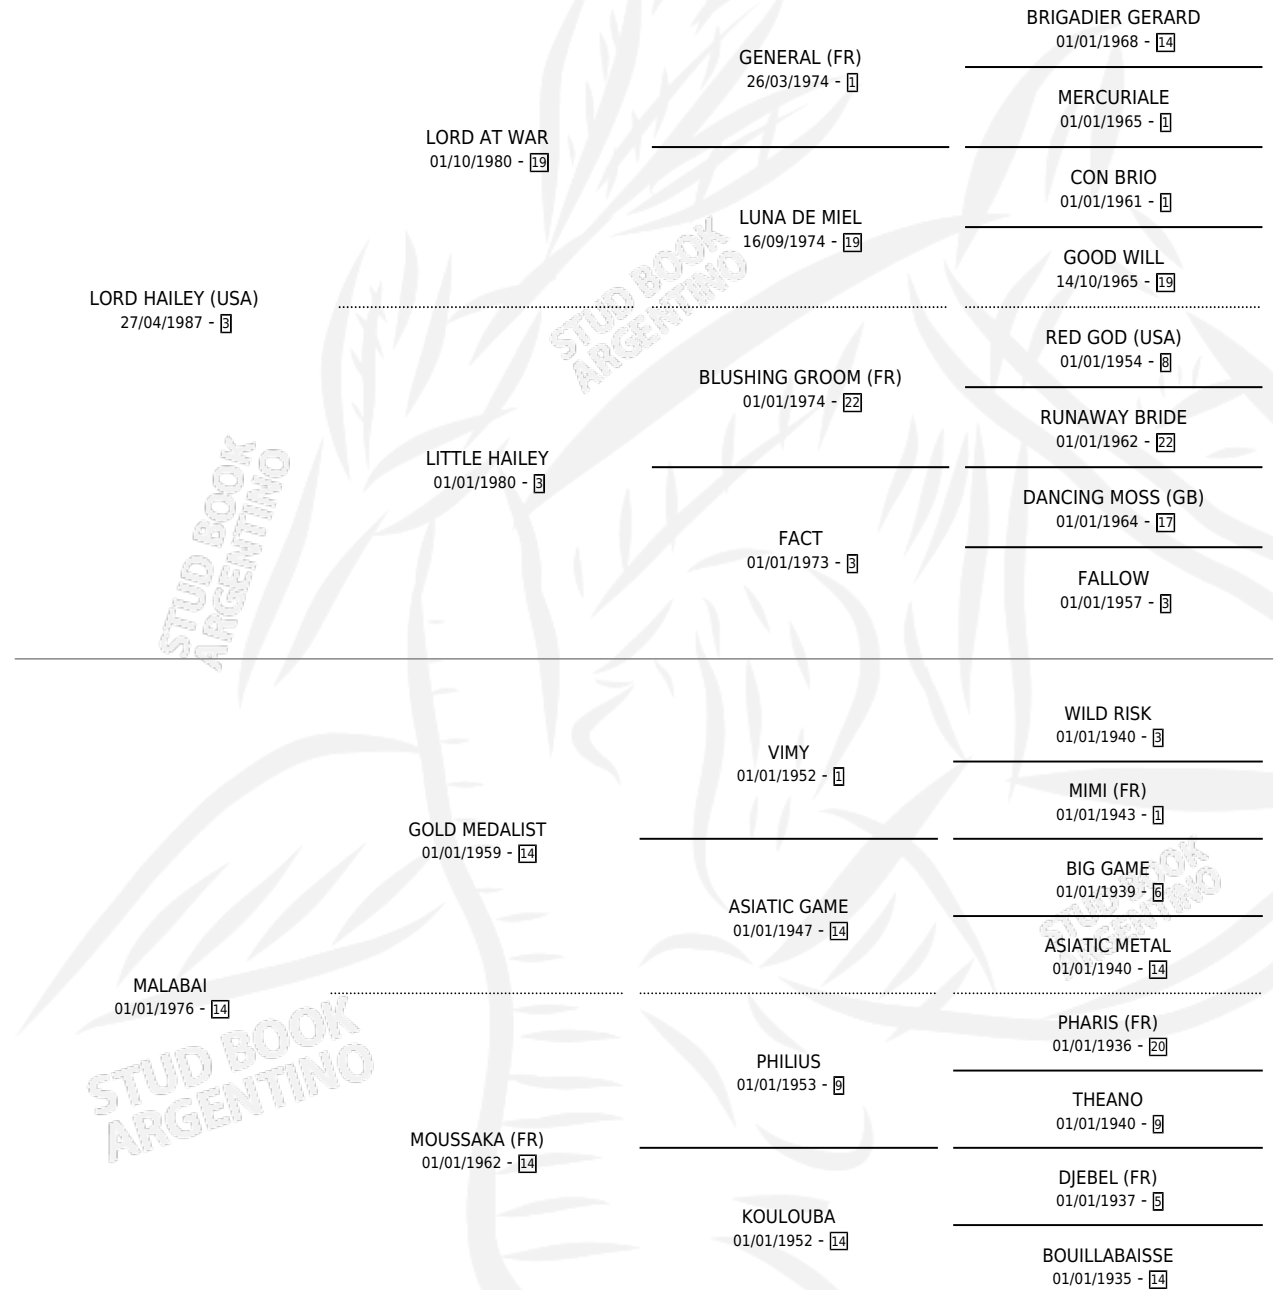 BRIGADIER GERARD
01/01/1968 - 14
GENERAL (FR)
26/03/1974 - 1
MERCURIALE
01/01/1965 - 1
LORD AT WAR
01/10/1980 - 19
CON BRIO
01/01/1961 - 1
LUNA DE MIEL
16/09/1974 - 19
GOOD WILL
14/10/1965 - 19
LORD HAILEY (USA)
27/04/1987 - 3
STUD BOOK
ARGENTINO
RED GOD (USA)
01/01/1954 - 8
BLUSHING GROOM (FR)
01/01/1974 - 22
RUNAWAY BRIDE
01/01/1962 - 22
LITTLE HAILEY
01/01/1980 - 3
DANCING MOSS (GB)
01/01/1964 - 17
FACT
01/01/1973 - 3
FALLOW
01/01/1957 - 3
STUD BOOK
ARGENTINO
WILD RISK
01/01/1940 - 3
VIMY
01/01/1952 - 1
MIMI (FR)
01/01/1943 - 1
GOLD MEDALIST
01/01/1959 - 14
BIG GAME
01/01/1939 - 6
ASIATIC GAME
01/01/1947 - 14
STUD BOOK
ARGENTINO
ASIATIC METAL
01/01/1940 - 14
MALABAI
01/01/1976 - 14
PHARIS (FR)
01/01/1936 - 20
PHILIUS
01/01/1953 - 9
THEANO
01/01/1940 - 9
STUD BOOK
ARGENTINO
MOUSSAKA (FR)
01/01/1962 - 14
DJEBEL (FR)
01/01/1937 - 5
KOULOUBA
01/01/1952 - 14
BOUILLABAISSE
01/01/1935 - 14